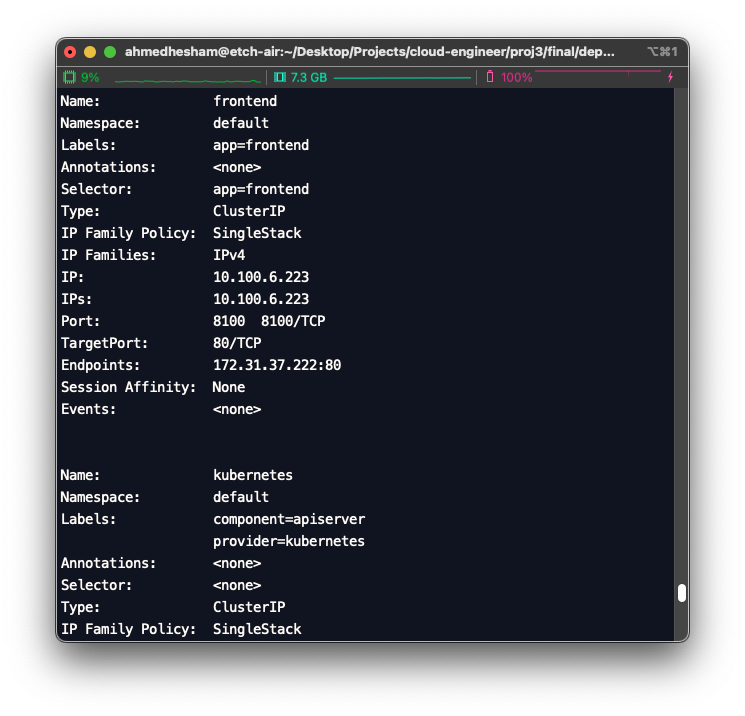 ahmedhesham@etch-air:~/Desktop/Projects/cloud-engineer/proj3/final/dep... ⌥⌘1
9% 7.3 GB 100%
Name: frontend
Namespace: default
Labels: app=frontend
Annotations: <none>
Selector: app=frontend
Type: ClusterIP
IP Family Policy: SingleStack
IP Families: IPv4
IP: 10.100.6.223
IPs: 10.100.6.223
Port: 8100 8100/TCP
TargetPort: 80/TCP
Endpoints: 172.31.37.222:80
Session Affinity: None
Events: <none>
Name: kubernetes
Namespace: default
Labels: component=apiserver
provider=kubernetes
Annotations: <none>
Selector: <none>
Type: ClusterIP
IP Family Policy: SingleStack